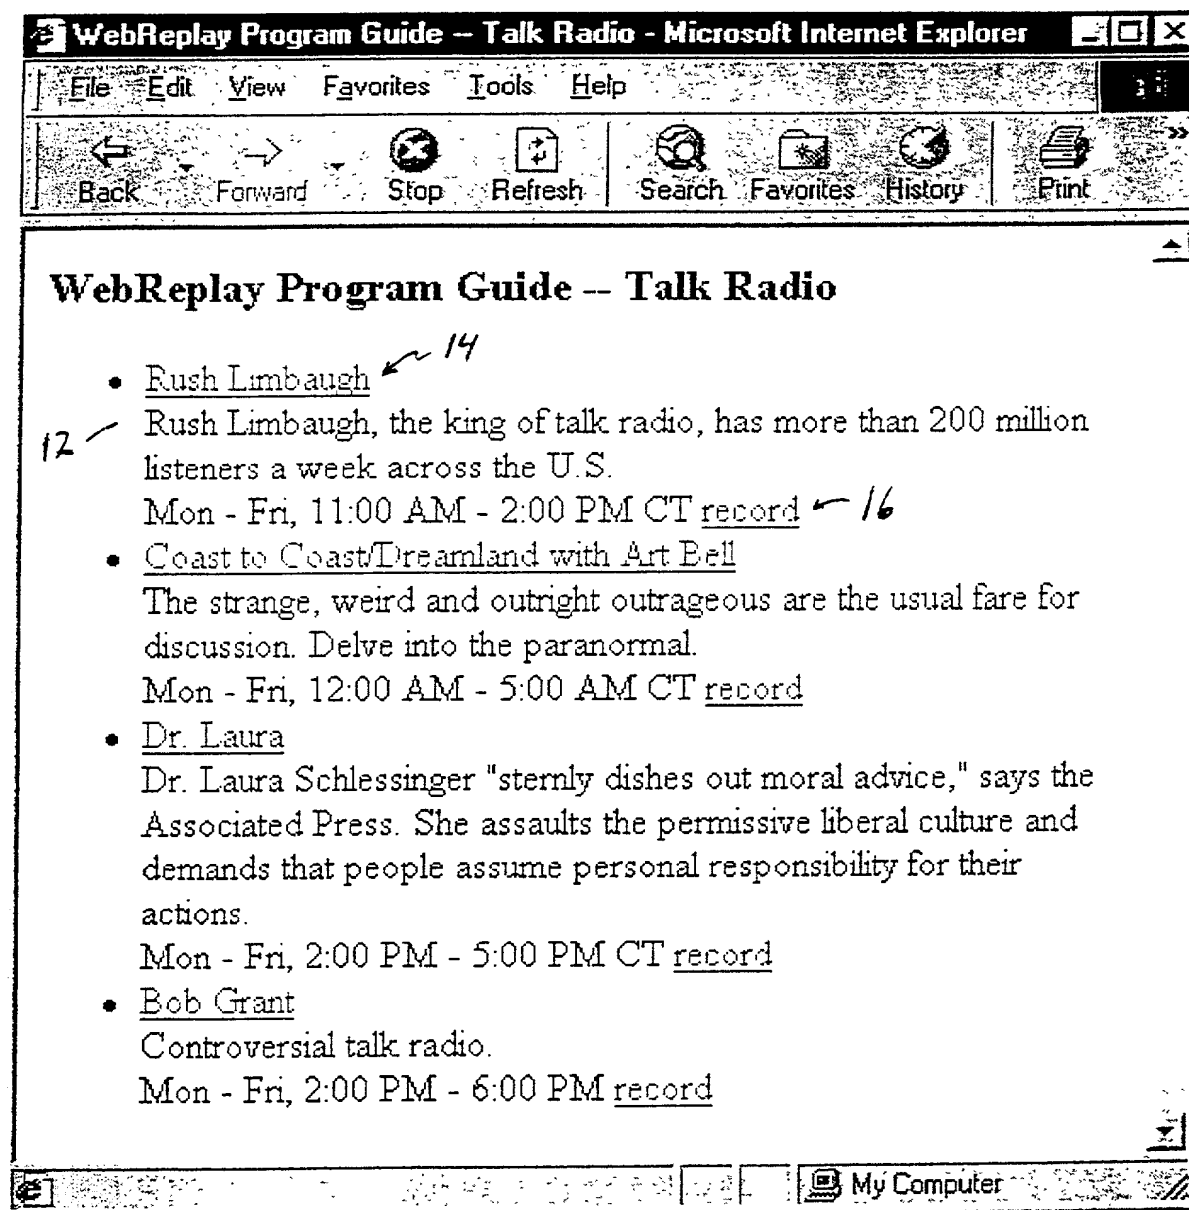 WebReplay Program Guide -- Talk Radio - Microsoft Internet Explorer
File Edit View Favorites Tools Help
Back Forward Stop Refresh Search Favorites History Print »
WebReplay Program Guide -- Talk Radio
14
• Rush Limbaugh
12 Rush Limbaugh, the king of talk radio, has more than 200 million
listeners a week across the U.S.
Mon - Fri, 11:00 AM - 2:00 PM CT record 16
• Coast to Coast/Dreamland with Art Bell
The strange, weird and outright outrageous are the usual fare for
discussion. Delve into the paranormal.
Mon - Fri, 12:00 AM - 5:00 AM CT record
• Dr. Laura
Dr. Laura Schlessinger "sternly dishes out moral advice," says the
Associated Press. She assaults the permissive liberal culture and
demands that people assume personal responsibility for their
actions.
Mon - Fri, 2:00 PM - 5:00 PM CT record
• Bob Grant
Controversial talk radio.
Mon - Fri, 2:00 PM - 6:00 PM record
My Computer